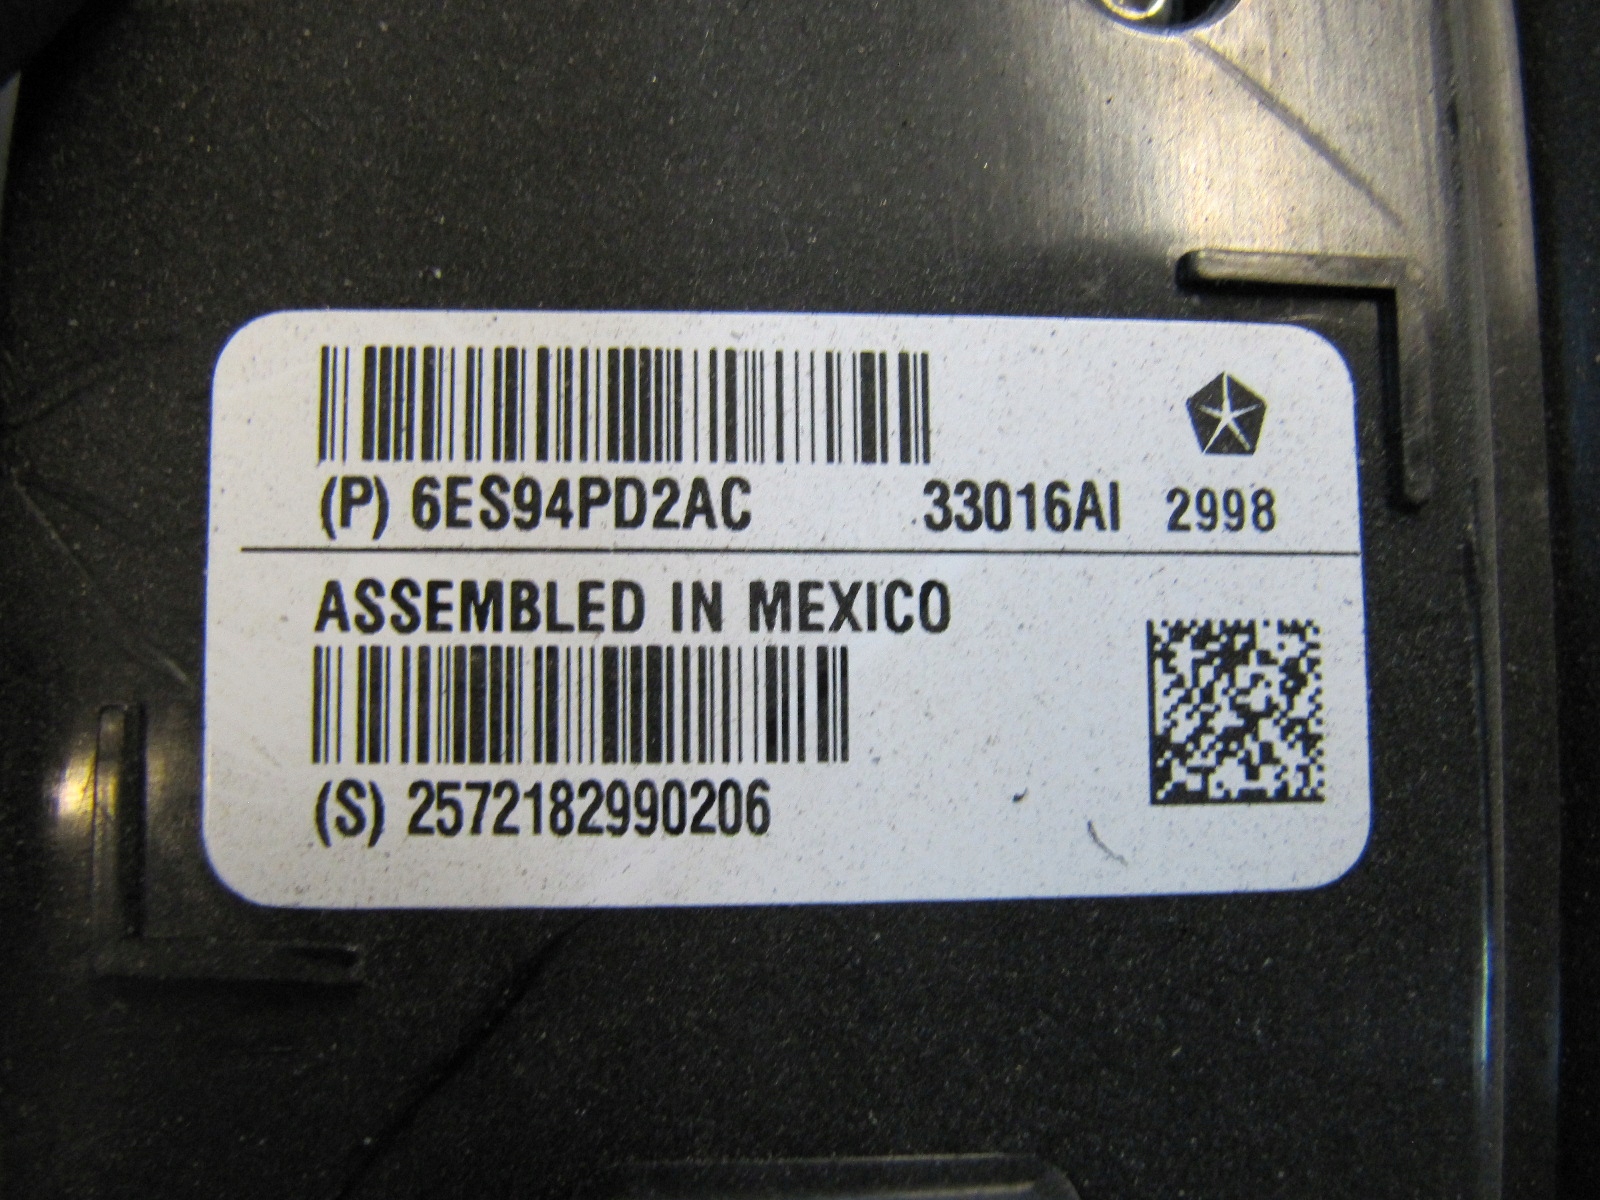 (P) 6ES94PD2AC 33016AI 2998
ASSEMBLED IN MEXICO
(S) 2572182990206